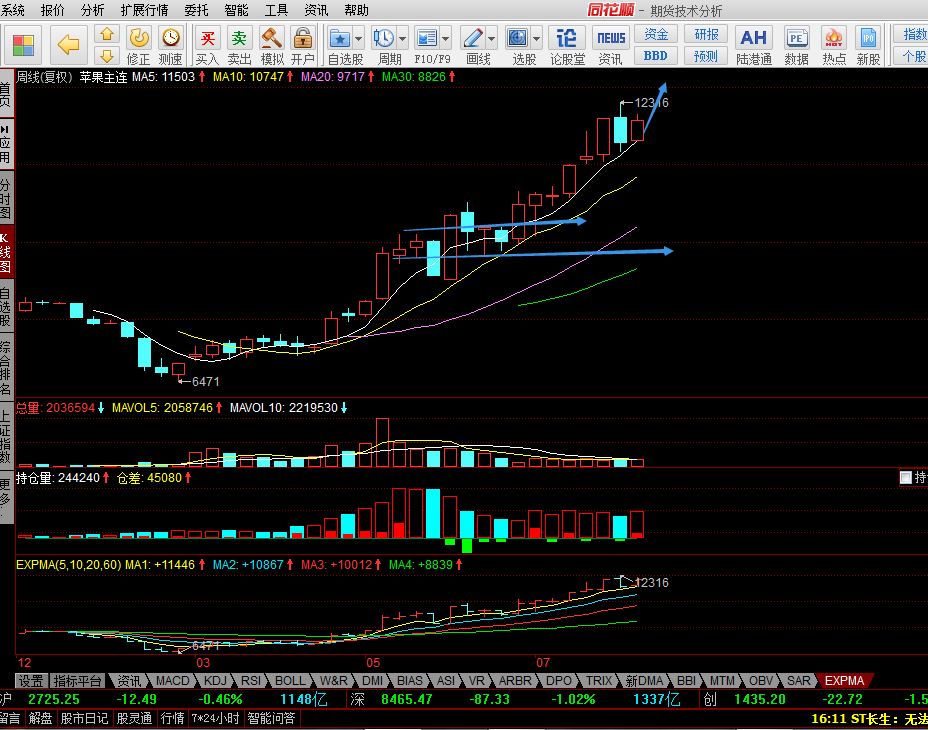 系统 报价 分析 扩展行情 委托 智能 工具 资讯 帮助 同花顺 - 期货技术分析
买 卖 论 NEWS 资金 研报 AH PE HOT IPO 指数
修正 测速 买入 卖出 模拟 开户 自选股 周期 F10/F9 画线 选股 论股堂 资讯 BBD 预测 陆港通 数据 热点 新股 个股
首页
应用
分时图
K线图
自选股
综合排名
上证指数
更多
周线(复权) 苹果主连 MA5: 11503↑ MA10: 10747↑ MA20: 9717↑ MA30: 8826↑
12316
←6471
总量: 2036594↓ MAVOL5: 2058746↑ MAVOL10: 2219530↓
持仓量: 244240↑ 仓差: 45080↑ 持
EXPMA(5,10,20,60) MA1: +11446↑ MA2: +10867↑ MA3: +10012↑ MA4: +8839↑
12316
6471
12 03 05 07
设置 指标平台 资讯 MACD KDJ RSI BOLL W&R DMI BIAS ASI VR ARBR DPO TRIX 新DMA BBI MTM OBV SAR EXPMA
沪 2725.25 -12.49 -0.46% 1148亿 深 8465.47 -87.33 -1.02% 1337亿 创 1435.20 -22.72 -1.5
留言 解盘 股市日记 股灵通 行情 7*24小时 智能问答 16:11 ST长生: 无法